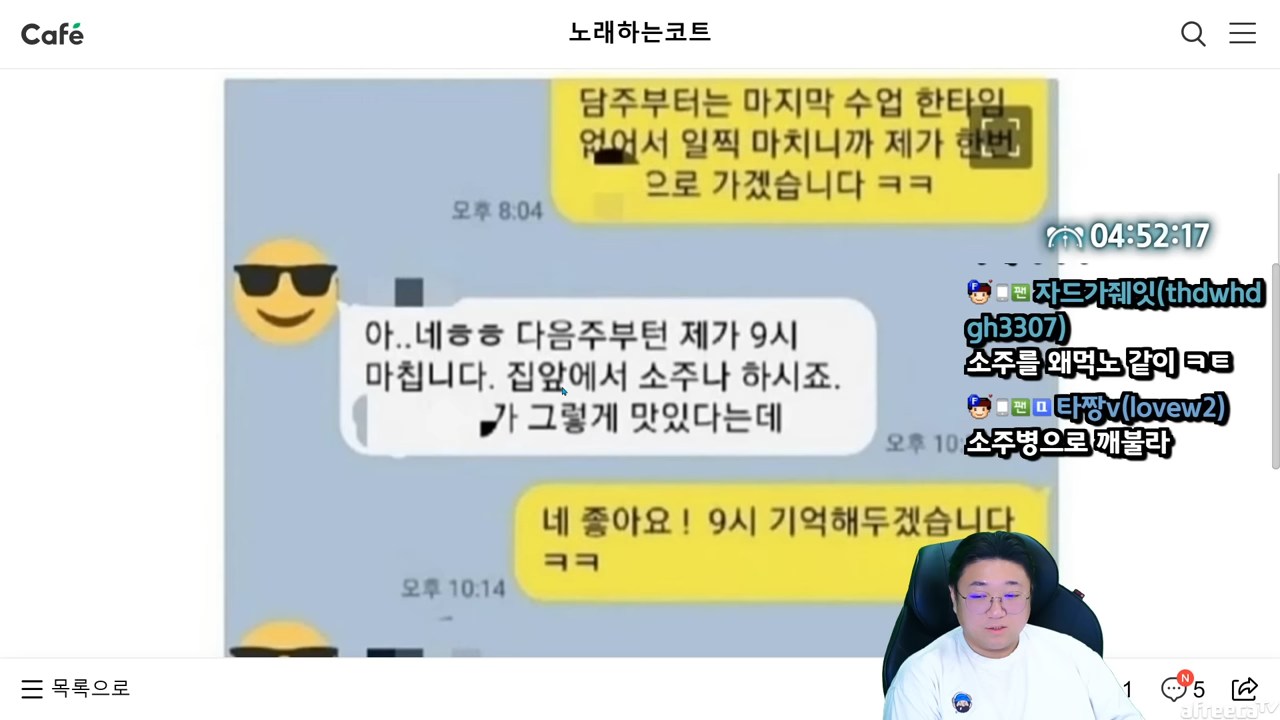 Café
노래하는코트
담주부터는 마지막 수업 한타임
없어서 일찍 마치니까 제가 한번
으로 가겠습니다 ㅋㅋ
오후 8:04
04:52:17
자드가줴잇(thdwhd
gh3307)
소주를 왜먹노 같이 ㅋㅌ
타짱v(lovew2)
소주병으로 깨불라
아..네ㅎㅎ 다음주부턴 제가 9시
마칩니다. 집앞에서 소주나 하시죠.
가 그렇게 맛있다는데
오후 10:
네 좋아요 ! 9시 기억해두겠습니다
ㅋㅋ
오후 10:14
목록으로
1
N
5
afreecaTV